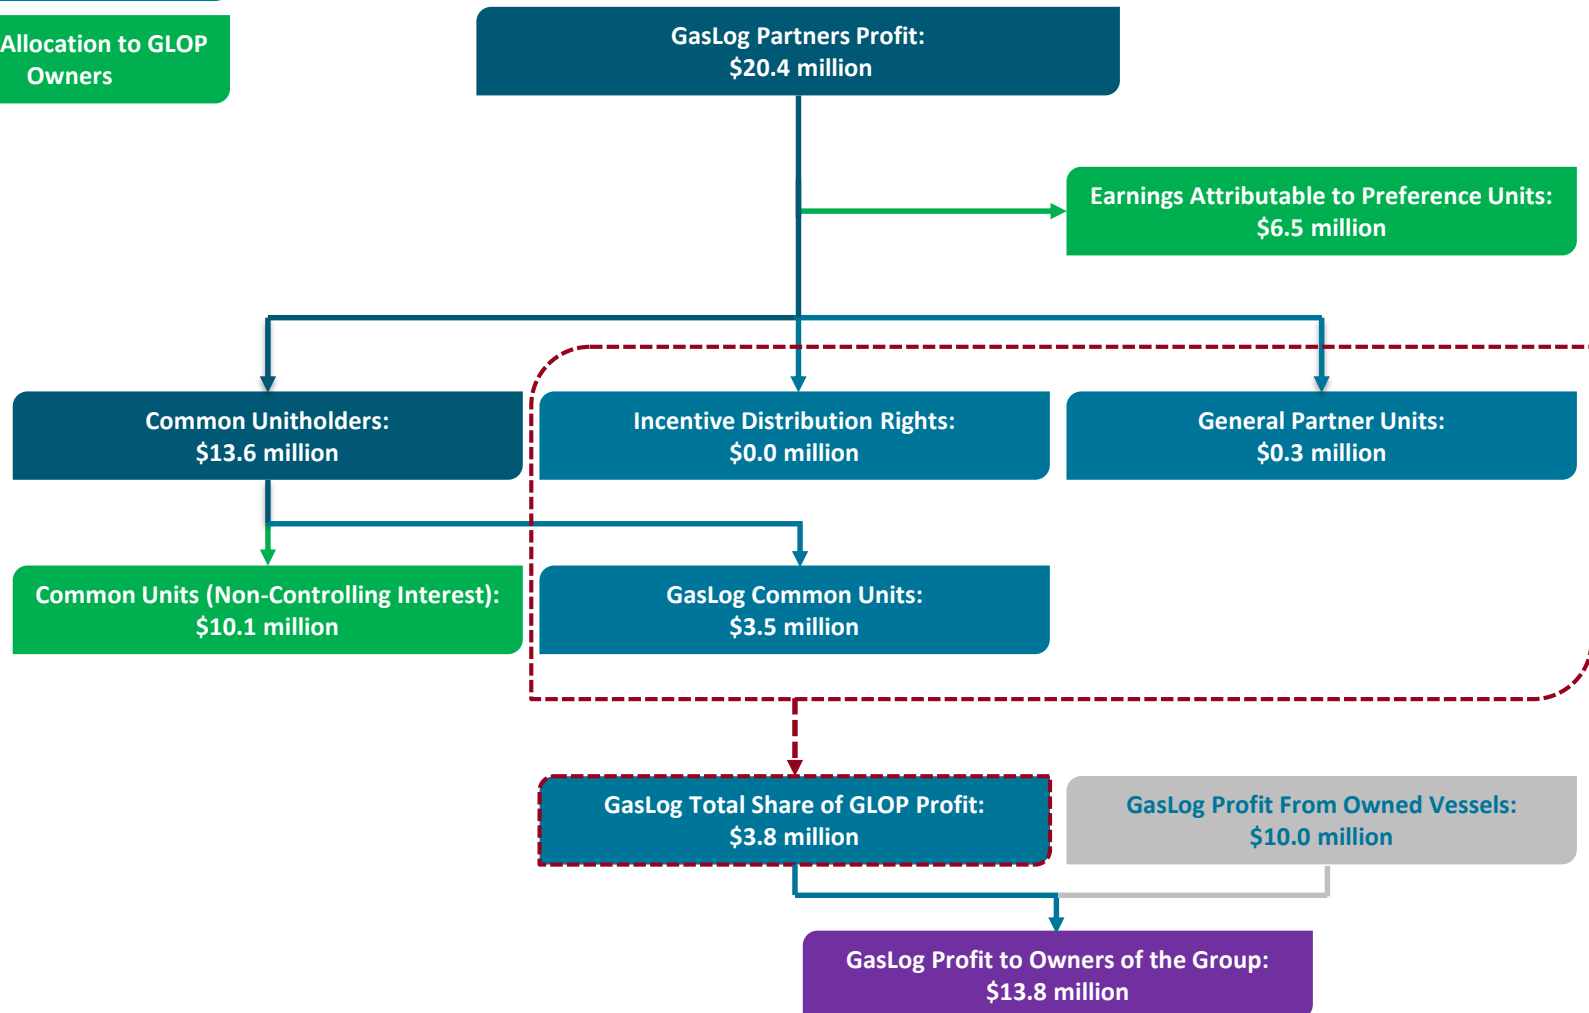 Allocation to GLOP
Owners
GasLog Partners Profit:
$20.4 million
Earnings Attributable to Preference Units:
$6.5 million
Common Unitholders:
$13.6 million
Incentive Distribution Rights:
$0.0 million
General Partner Units:
$0.3 million
Common Units (Non-Controlling Interest):
$10.1 million
GasLog Common Units:
$3.5 million
GasLog Total Share of GLOP Profit:
$3.8 million
GasLog Profit From Owned Vessels:
$10.0 million
GasLog Profit to Owners of the Group:
$13.8 million